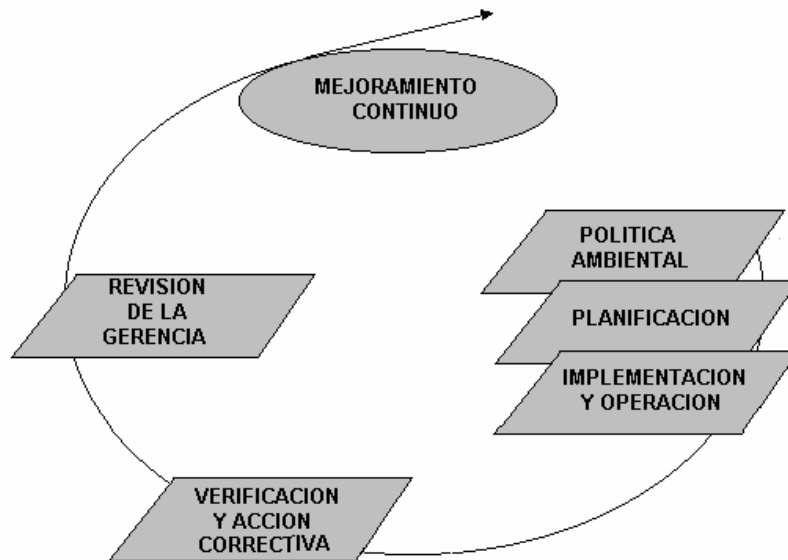 MEJORAMIENTO
CONTINUO
POLITICA
AMBIENTAL
PLANIFICACION
IMPLEMENTACION
Y OPERACION
VERIFICACION
Y ACCION
CORRECTIVA
REVISION
DE LA
GERENCIA